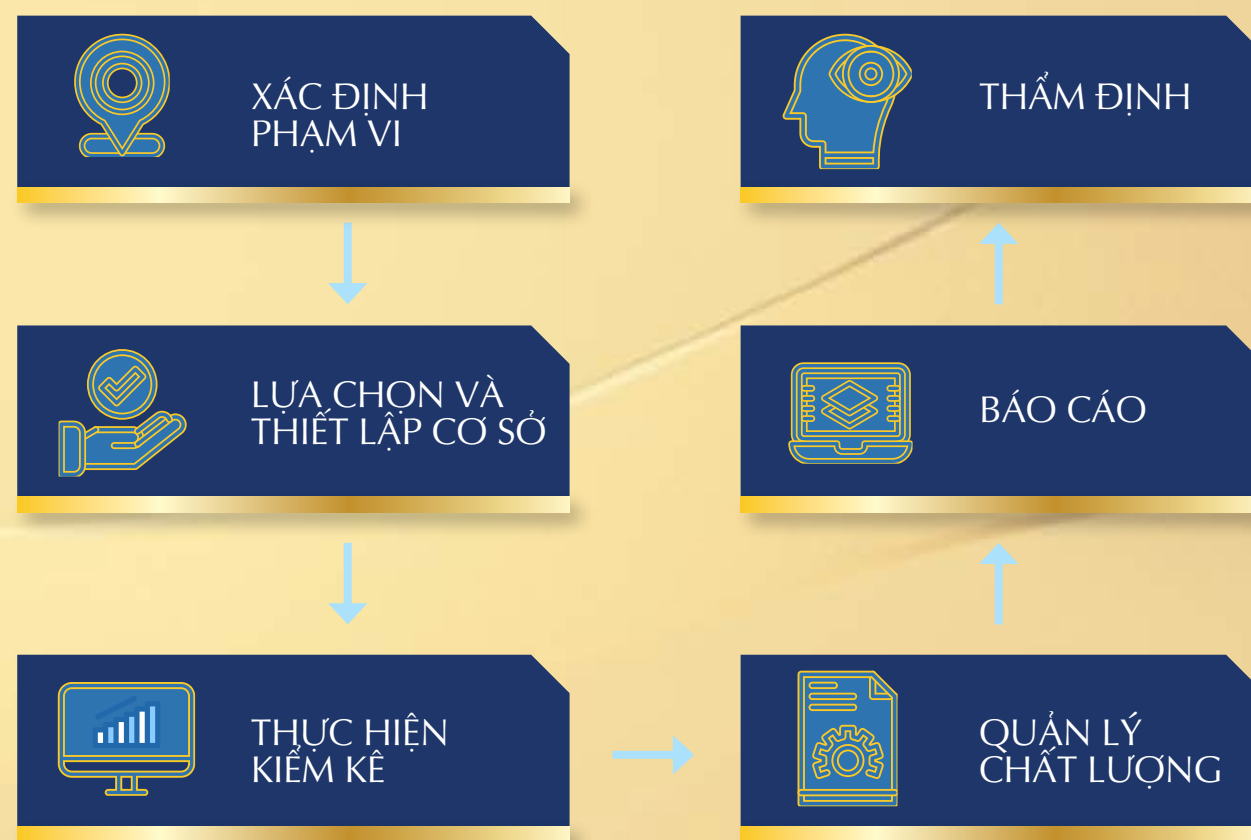 XÁC ĐỊNH
PHẠM VI
LỰA CHỌN VÀ
THIẾT LẬP CƠ SỞ
THỰC HIỆN
KIỂM KÊ
QUẢN LÝ
CHẤT LƯỢNG
BÁO CÁO
THẨM ĐỊNH